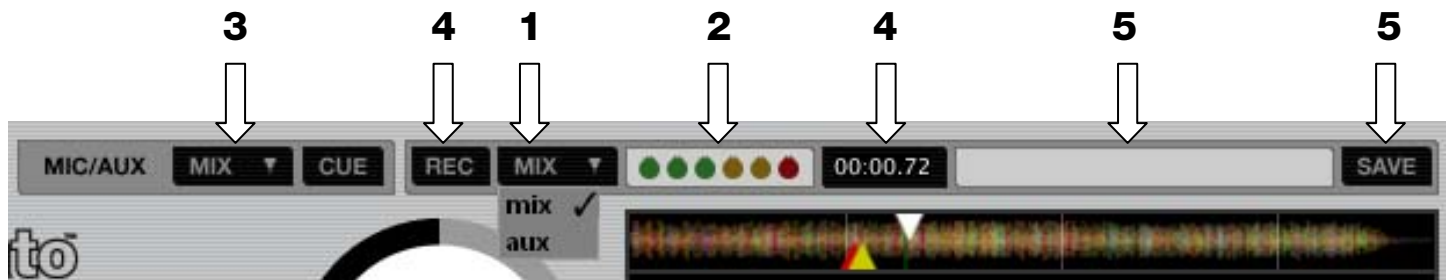 3 4 1 2 4 5 5
MIC/AUX MIX CUE REC MIX 00:00.72 SAVE
mix
aux
to